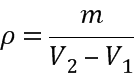 ρ = m / (V₂ − V₁)